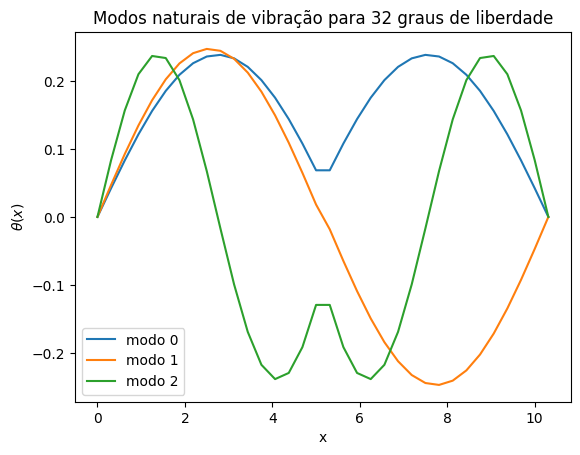 Modos naturais de vibração para 32 graus de liberdade
0.2
0.1
0.0
−0.1
−0.2
θ(x)
modo 0
modo 1
modo 2
0 2 4 6 8 10
x